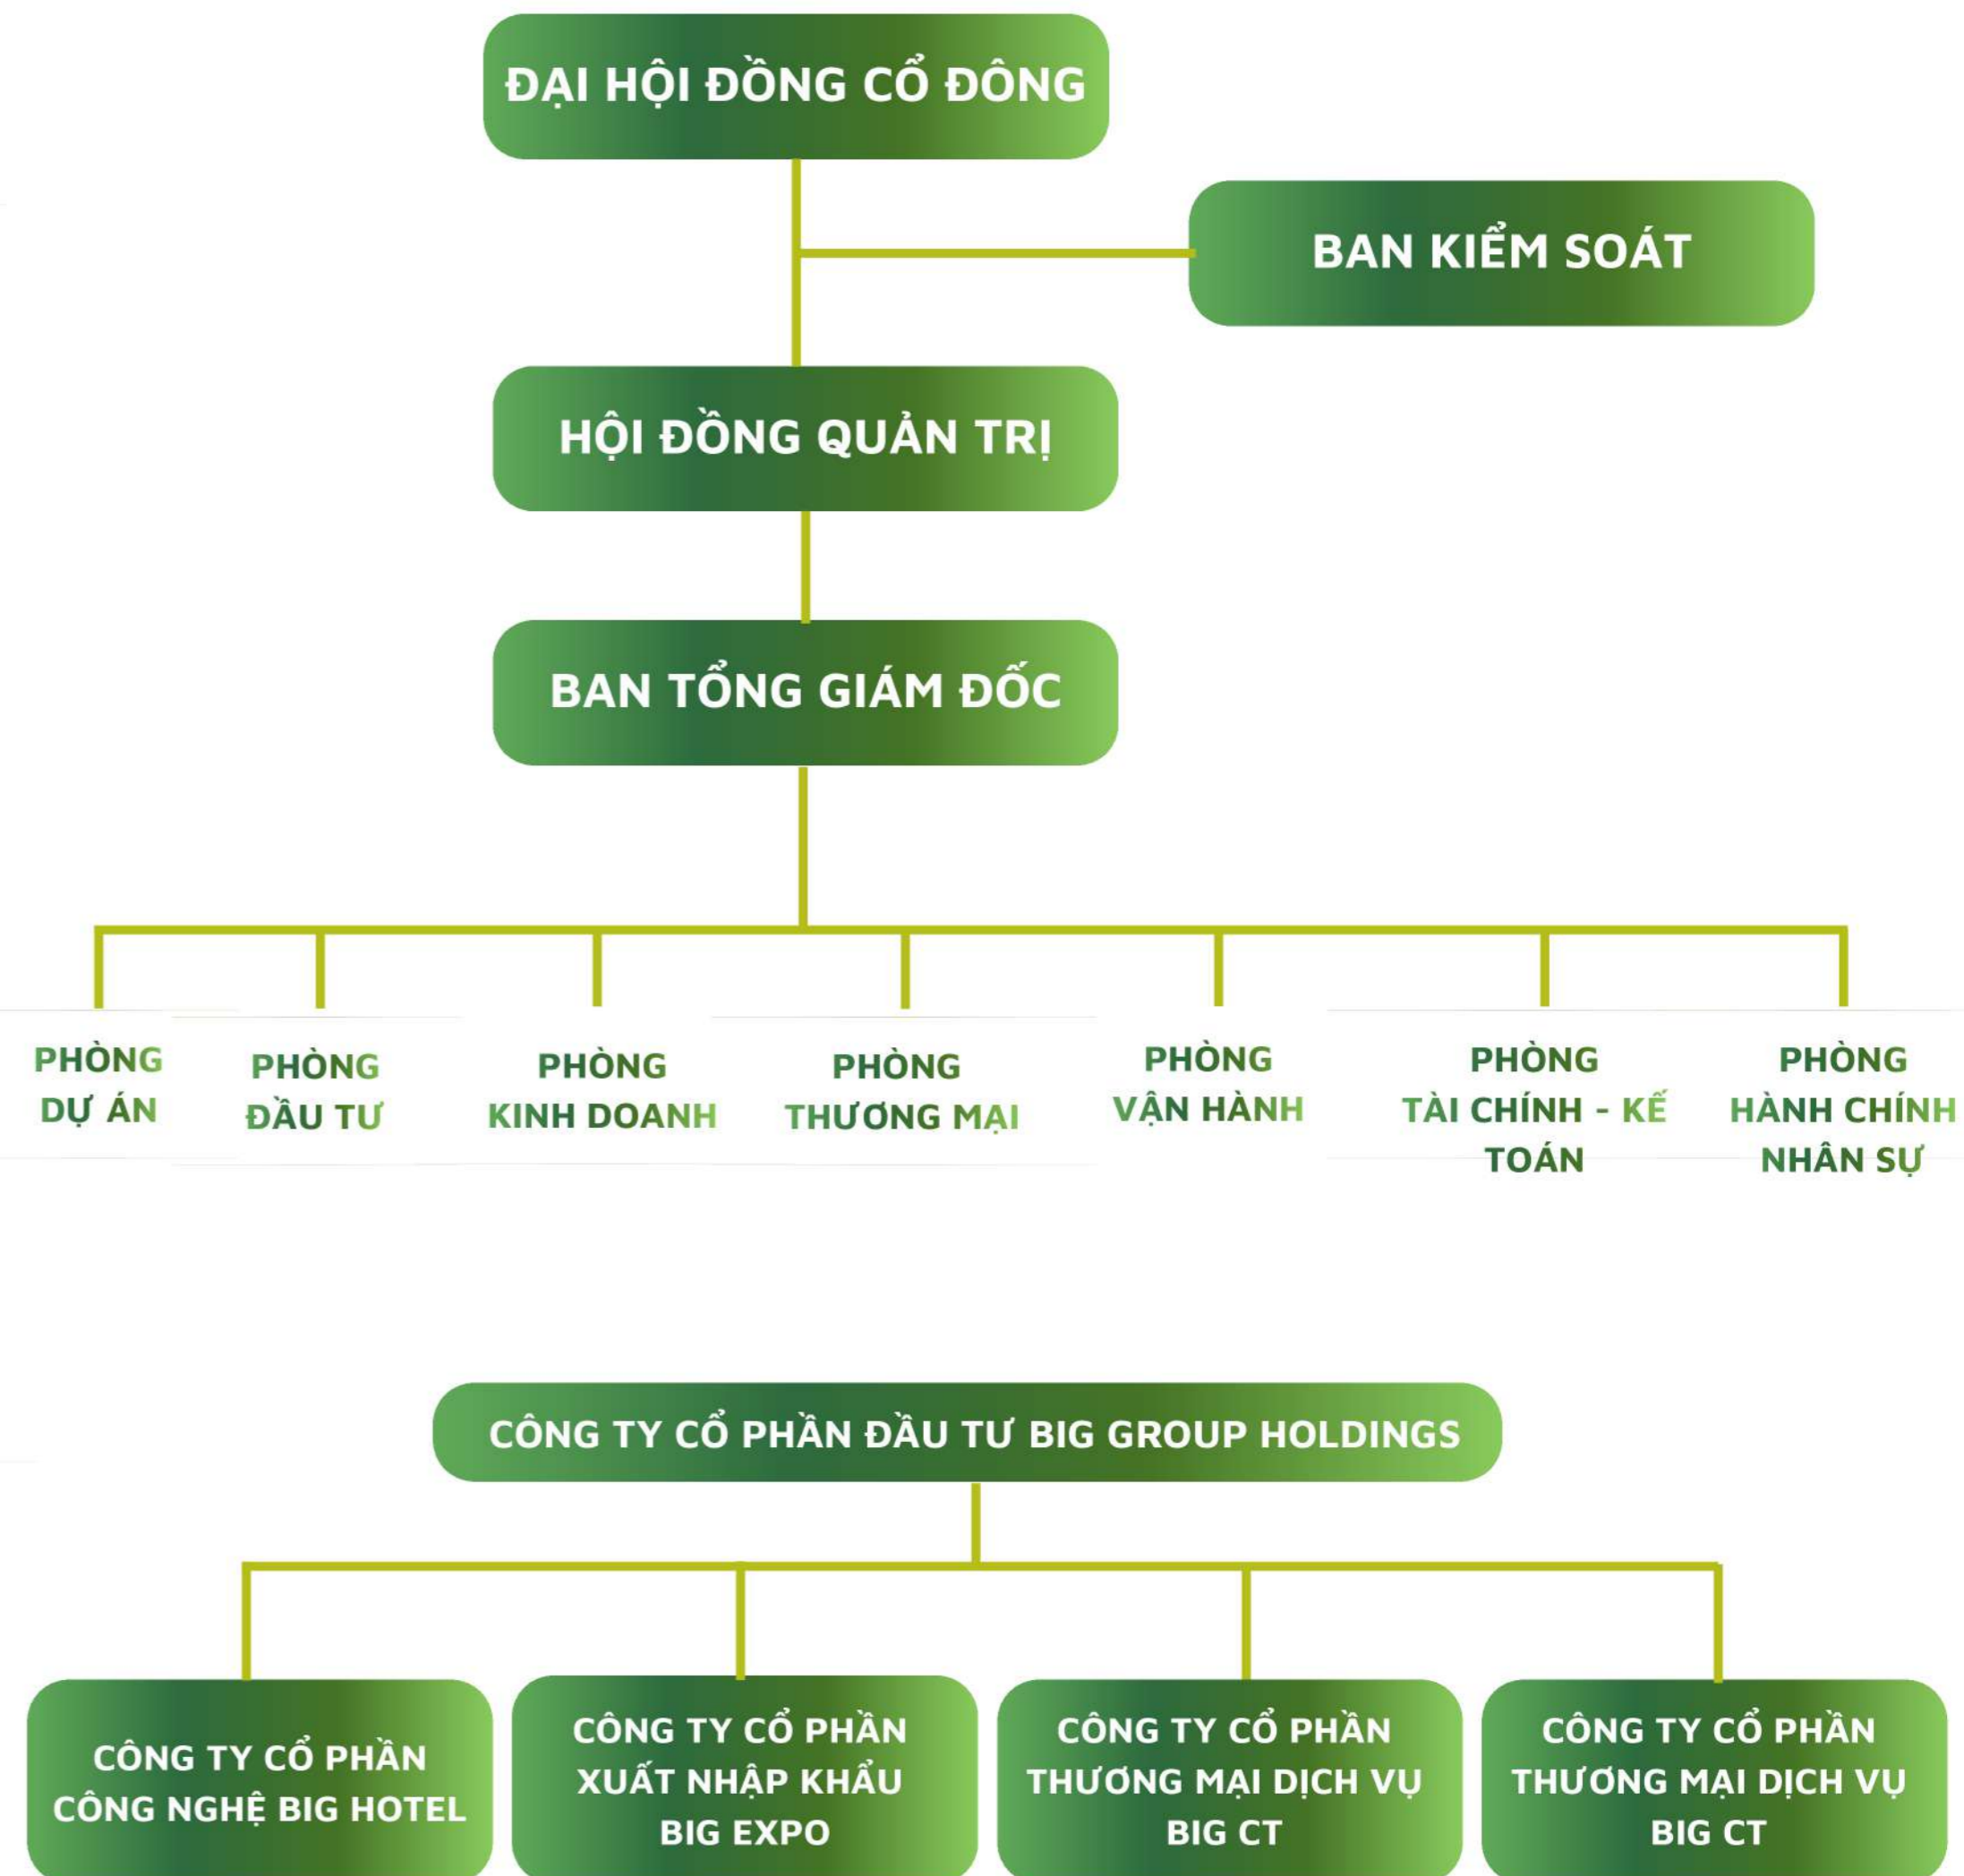 ĐẠI HỘI ĐỒNG CỔ ĐÔNG
BAN KIỂM SOÁT
HỘI ĐỒNG QUẢN TRỊ
BAN TỔNG GIÁM ĐỐC
PHÒNG
DỰ ÁN
PHÒNG
ĐẦU TƯ
PHÒNG
KINH DOANH
PHÒNG
THƯƠNG MẠI
PHÒNG
VẬN HÀNH
PHÒNG
TÀI CHÍNH - KẾ
TOÁN
PHÒNG
HÀNH CHÍNH
NHÂN SỰ
CÔNG TY CỔ PHẦN ĐẦU TƯ BIG GROUP HOLDINGS
CÔNG TY CỔ PHẦN
CÔNG NGHỆ BIG HOTEL
CÔNG TY CỔ PHẦN
XUẤT NHẬP KHẨU
BIG EXPO
CÔNG TY CỔ PHẦN
THƯƠNG MẠI DỊCH VỤ
BIG CT
CÔNG TY CỔ PHẦN
THƯƠNG MẠI DỊCH VỤ
BIG CT